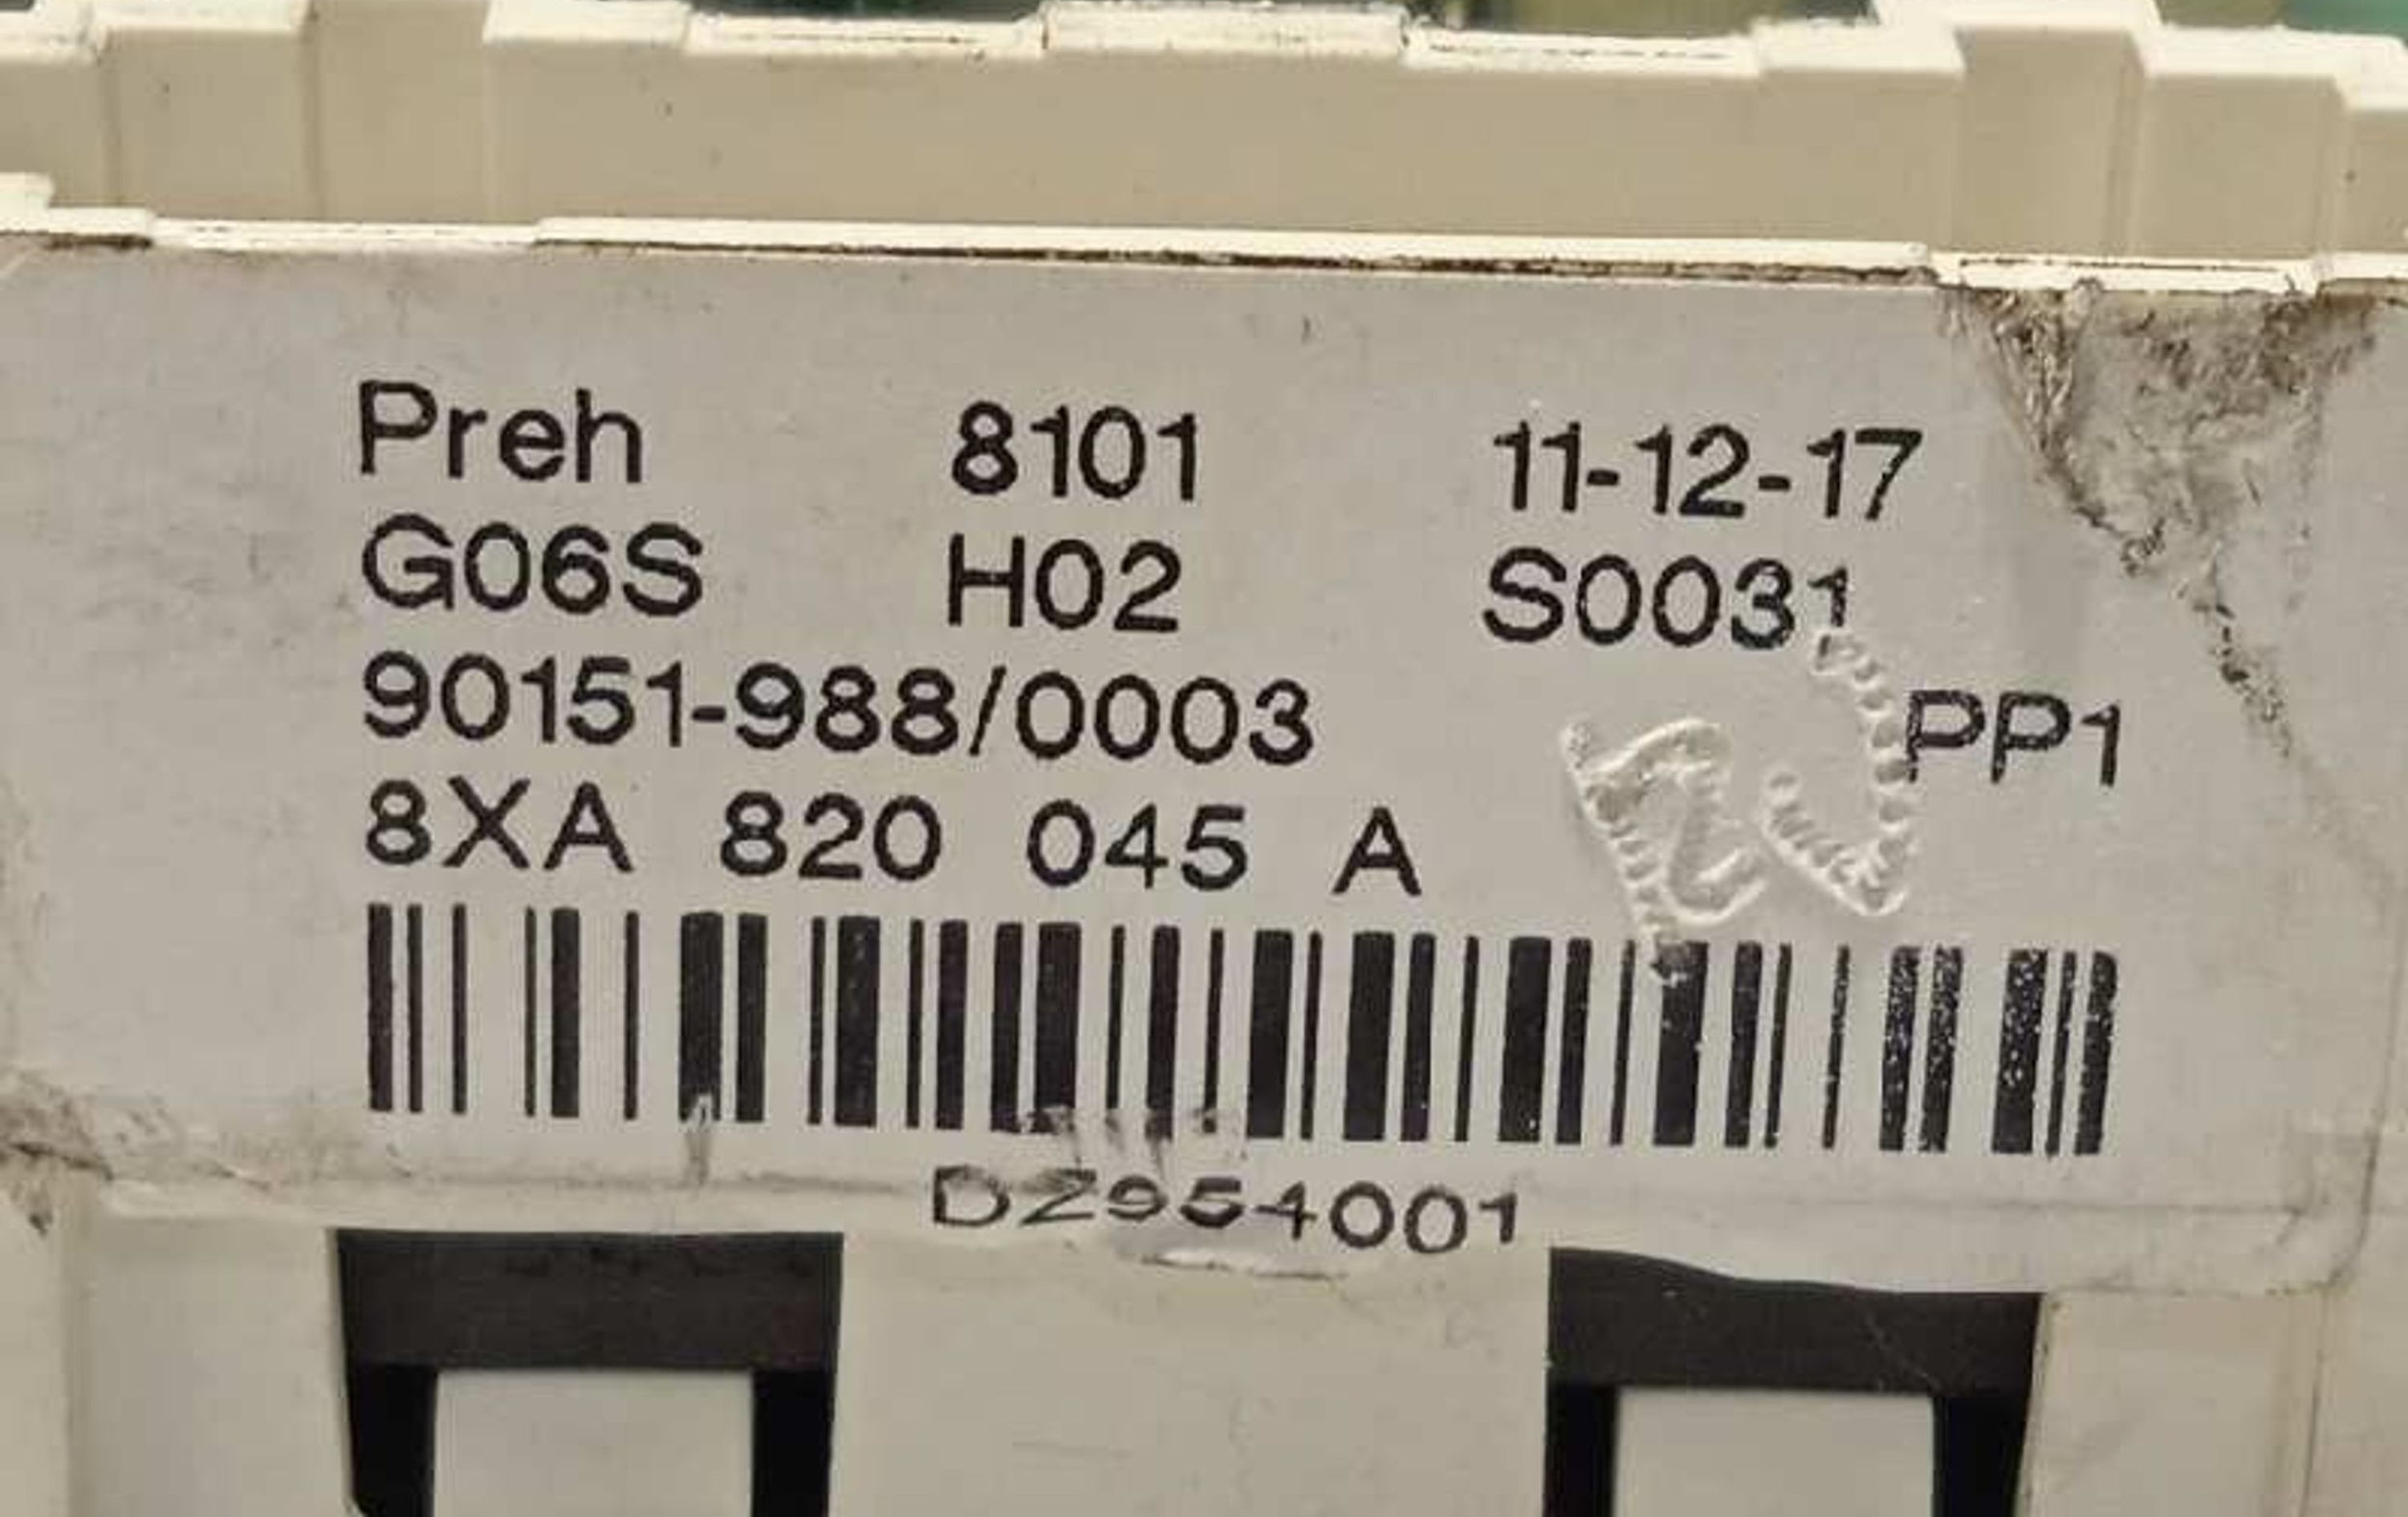 Preh 8101 11-12-17
G06S H02 S0031
90151-988/0003 PP1
8XA 820 045 A
DZ954001